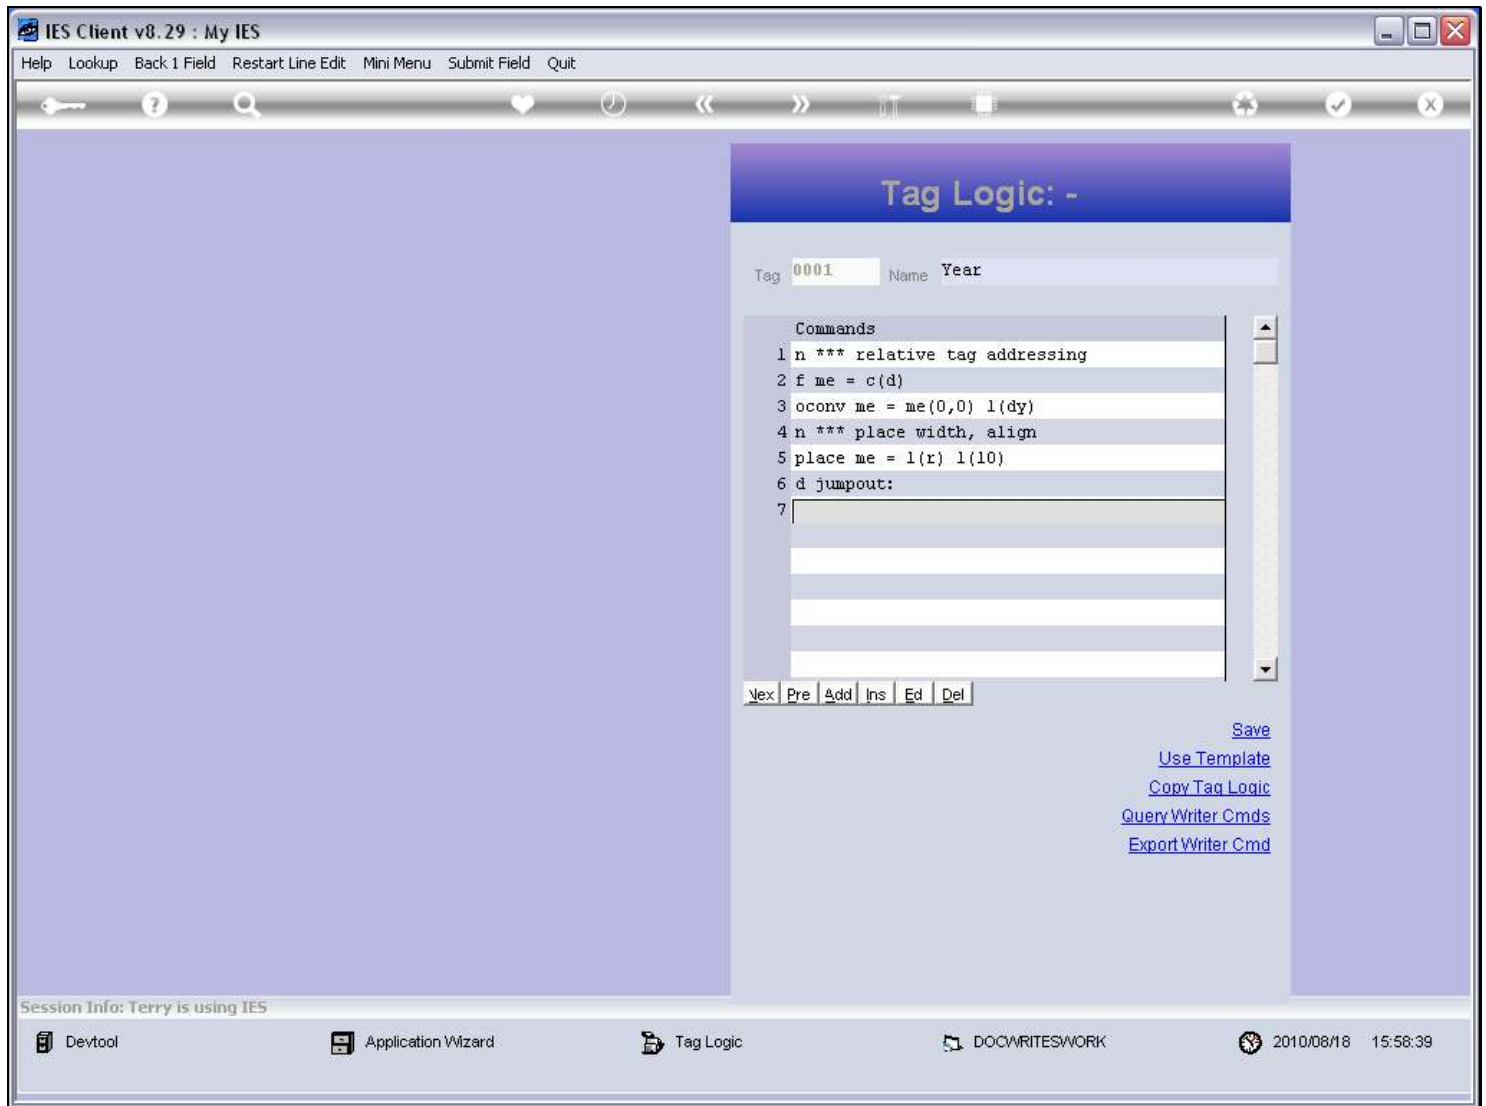 IES Client v8.29 : My IES
Help Lookup Back 1 Field Restart Line Edit Mini Menu Submit Field Quit
Tag Logic: -
Tag 0001 Name Year
Commands
1 n *** relative tag addressing
2 f me = c(d)
3 oconv me = me(0,0) l(dy)
4 n *** place width, align
5 place me = l(r) l(10)
6 d jumpout:
7
Nex Pre Add Ins Ed Del
Save
Use Template
Copy Tag Logic
Query Writer Cmds
Export Writer Cmd
Session Info: Terry is using IES
Devtool Application Wizard Tag Logic DOCWRITESWORK 2010/08/18 15:58:39